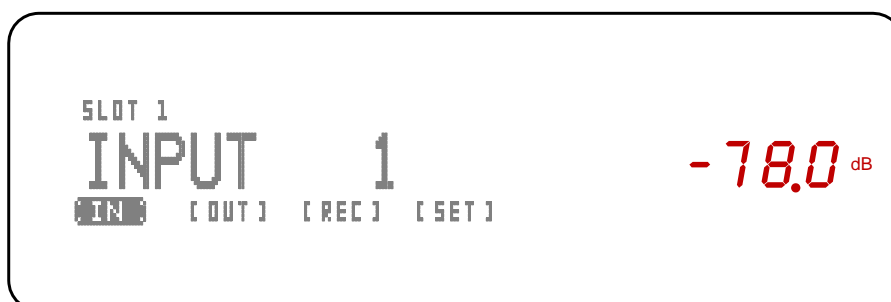 SLOT 1
INPUT 1
[IN] [OUT] [REC] [SET]
-78.0 dB